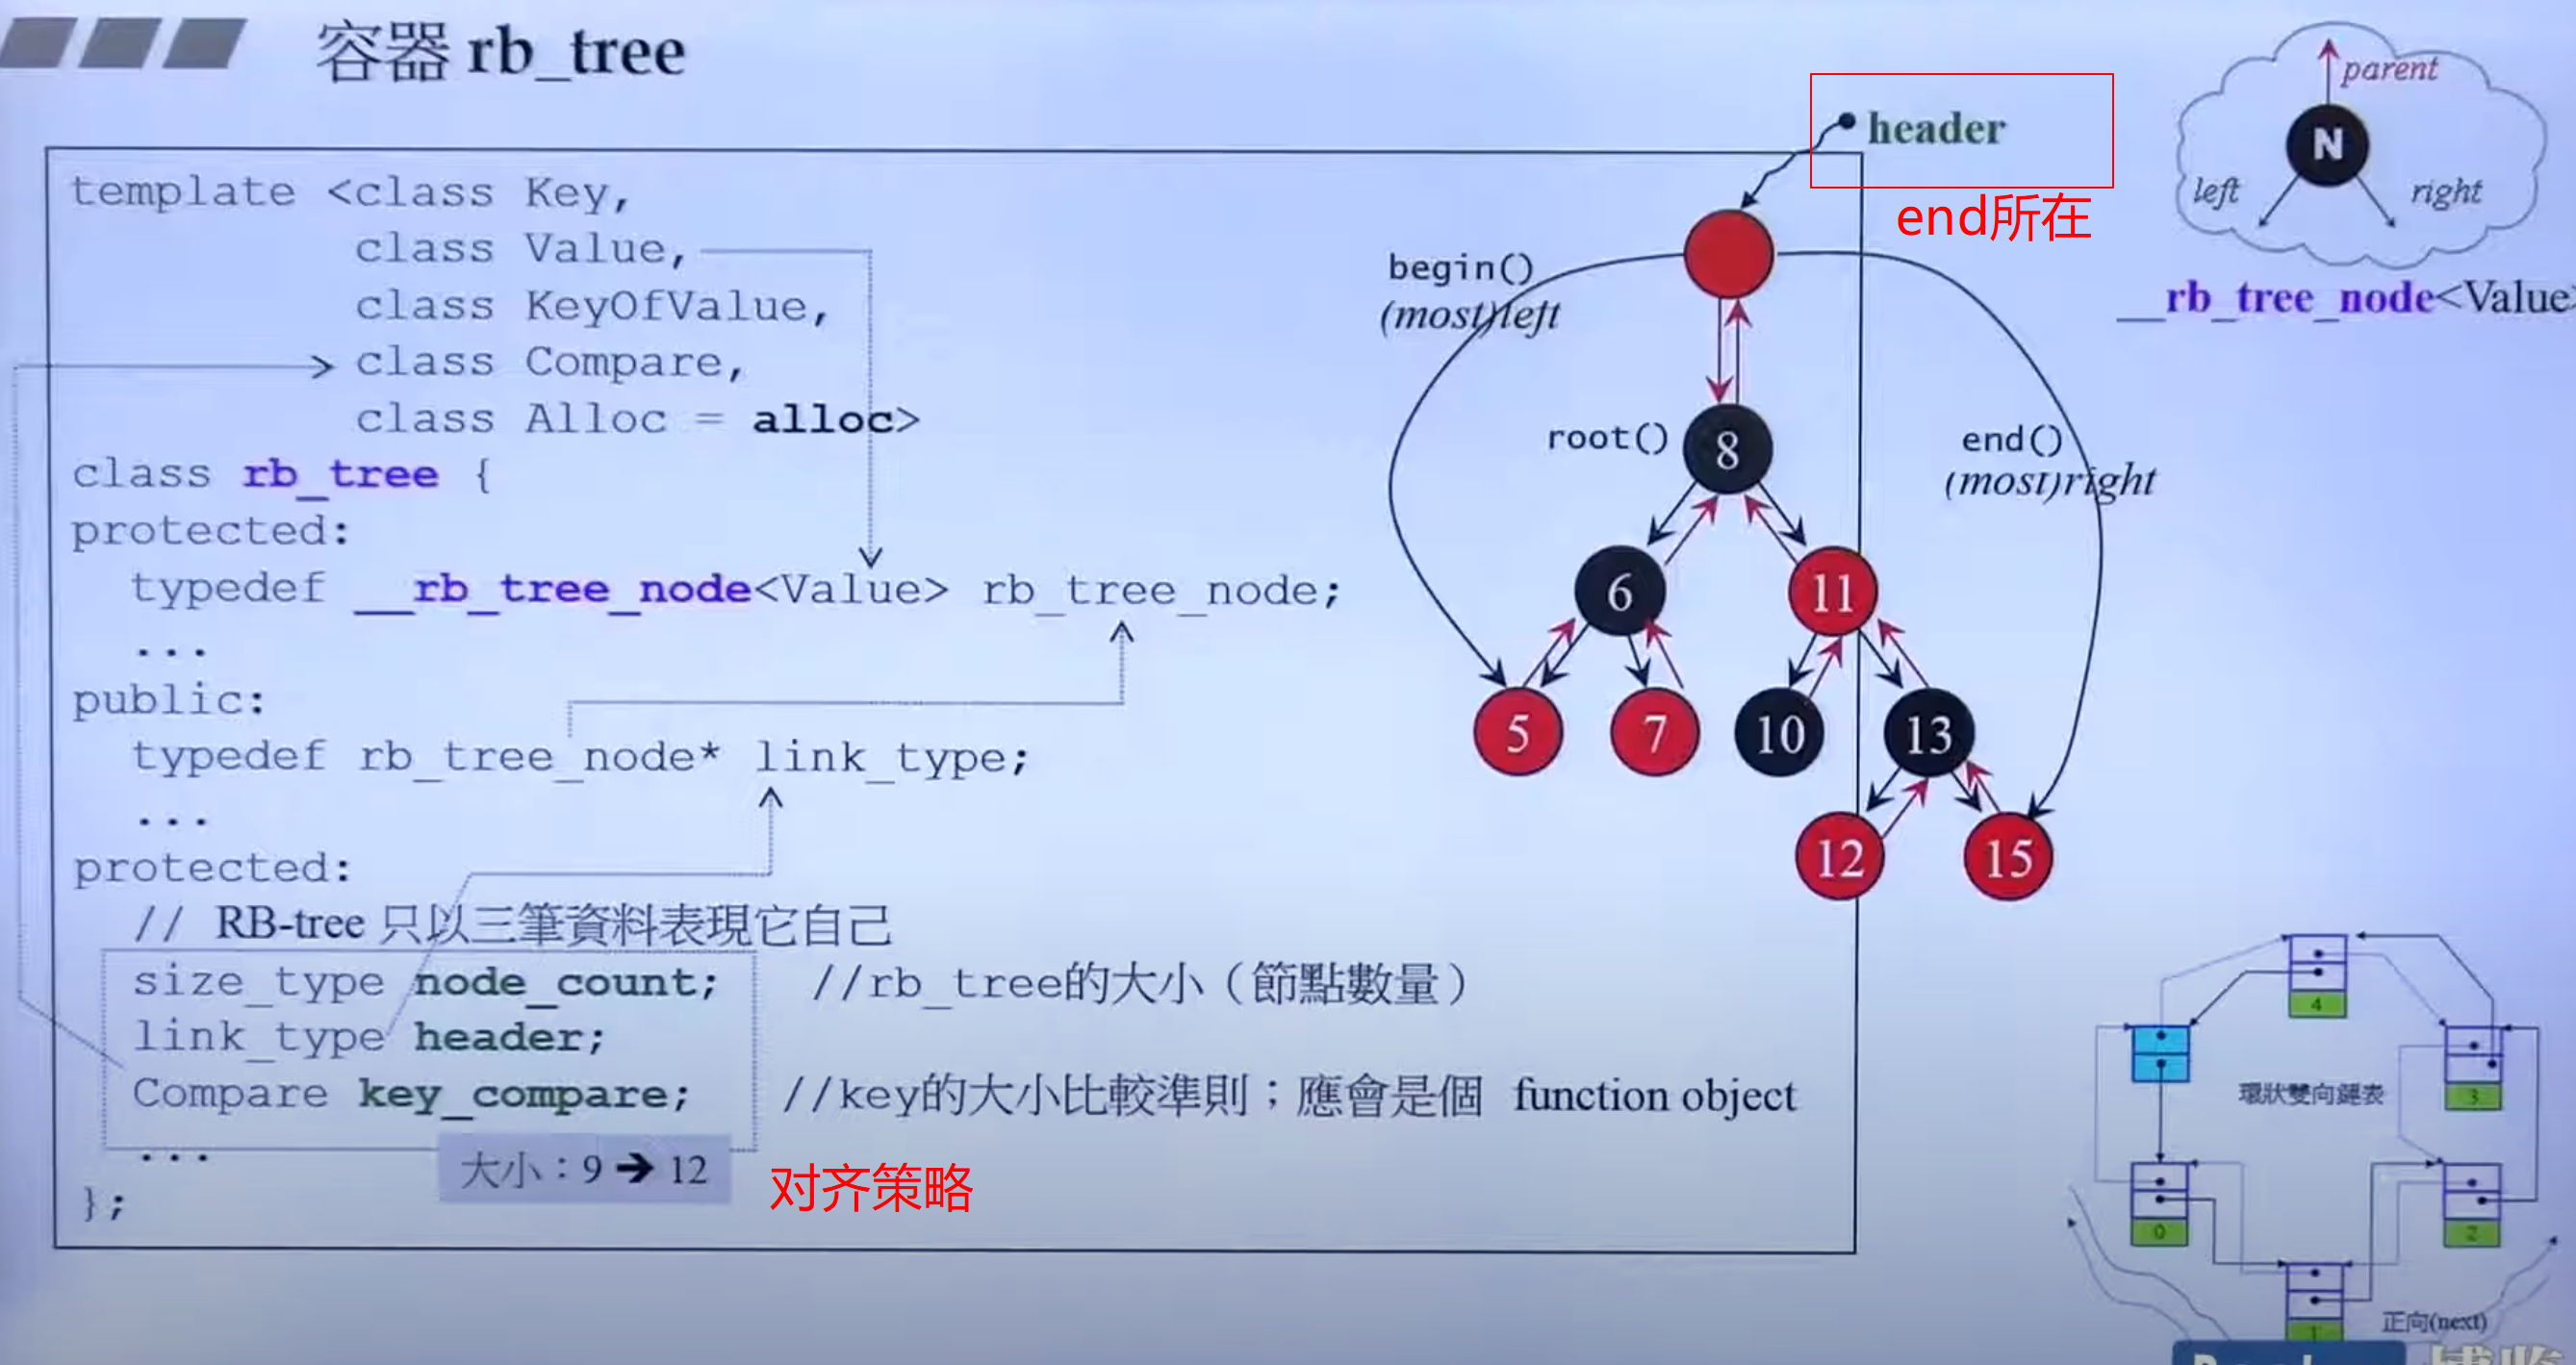 容器 rb_tree
template <class Key,
class Value,
class KeyOfValue,
class Compare,
class Alloc = alloc>
class rb_tree {
protected:
typedef __rb_tree_node<Value> rb_tree_node;
...
public:
typedef rb_tree_node* link_type;
...
protected:
// RB-tree 只以三筆資料表現它自己
size_type node_count; //rb_tree的大小（節點數量）
link_type header;
Compare key_compare; //key的大小比較準則；應會是個 function object
...
大小：9 ➔ 12
对齐策略
};
header
end所在
begin()
(most)left
root()
end()
(most)right
8
6
11
5
7
10
13
12
15
parent
N
left
right
__rb_tree_node<Value>
4
3
環狀雙向鏈表
0
2
1
正向(next)